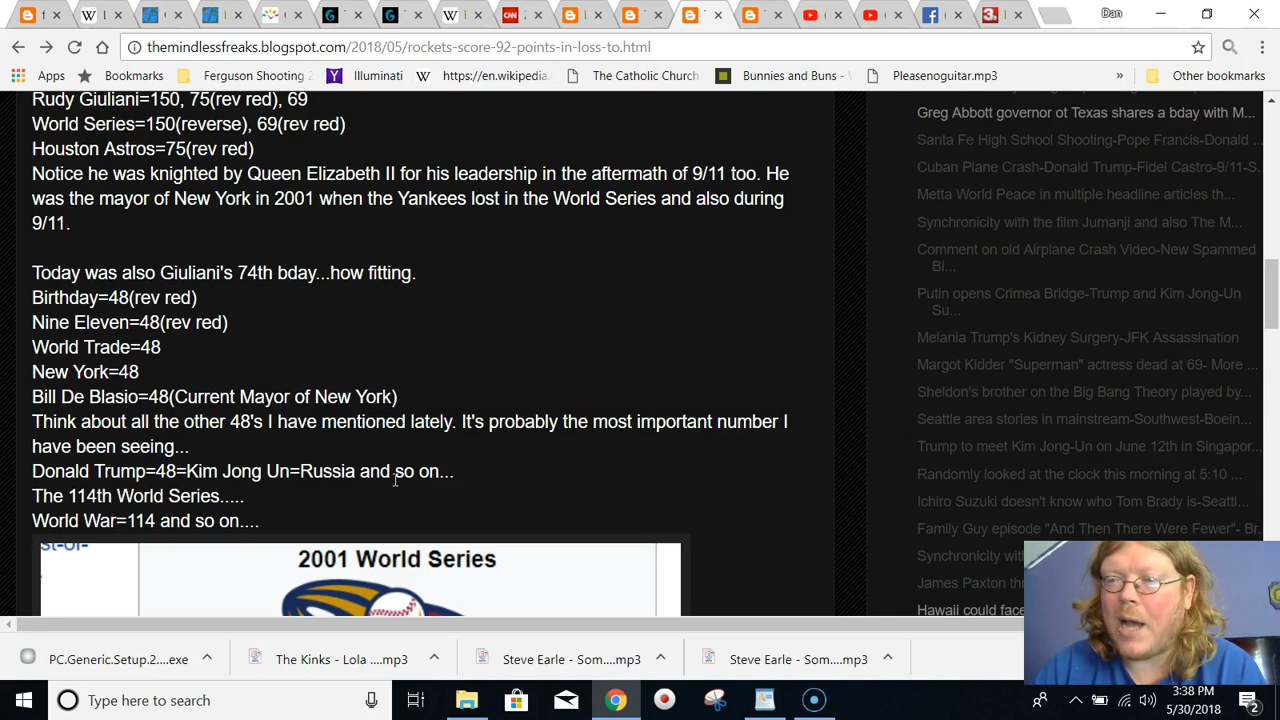 Dan
themindlessfreaks.blogspot.com/2018/05/rockets-score-92-points-in-loss-to.html
Apps Bookmarks Ferguson Shooting 2 Illuminati https://en.wikipedia. The Catholic Church Bunnies and Buns - Pleasenoguitar.mp3 » Other bookmarks
Rudy Giuliani=150, 75(rev red), 69
World Series=150(reverse), 69(rev red)
Houston Astros=75(rev red)
Notice he was knighted by Queen Elizabeth II for his leadership in the aftermath of 9/11 too. He
was the mayor of New York in 2001 when the Yankees lost in the World Series and also during
9/11.
Today was also Giuliani's 74th bday...how fitting.
Birthday=48(rev red)
Nine Eleven=48(rev red)
World Trade=48
New York=48
Bill De Blasio=48(Current Mayor of New York)
Think about all the other 48's I have mentioned lately. It's probably the most important number I
have been seeing...
Donald Trump=48=Kim Jong Un=Russia and so on...
The 114th World Series.....
World War=114 and so on....
St-Of-
2001 World Series
Greg Abbott governor ot Texas shares a bday with M...
Santa Fe High School Shooting-Pope Francis-Donald ...
Cuban Plane Crash-Donald Trump-Fidel Castro-9/11-S...
Metta World Peace in multiple headline articles th...
Synchronicity with the film Jumanji and also The M...
Comment on old Airplane Crash Video-New Spammed
Bl...
Putin opens Crimea Bridge-Trump and Kim Jong-Un
Su...
Melania Trump's Kidney Surgery-JFK Assassination
Margot Kidder "Superman" actress dead at 69- More ...
Sheldon's brother on the Big Bang Theory played by...
Seattle area stories in mainstream-Southwest-Boein...
Trump to meet Kim Jong-Un on June 12th in Singapor...
Randomly looked at the clock this morning at 5:10 ...
Ichiro Suzuki doesn't know who Tom Brady is-Seattl...
Family Guy episode "And Then There Were Fewer"- Br...
Synchronicity with
James Paxton thr
Hawaii could face
PC.Generic.Setup.2....exe The Kinks - Lola ....mp3 Steve Earle - Som....mp3 Steve Earle - Som....mp3
Type here to search
3:38 PM
5/30/2018
2